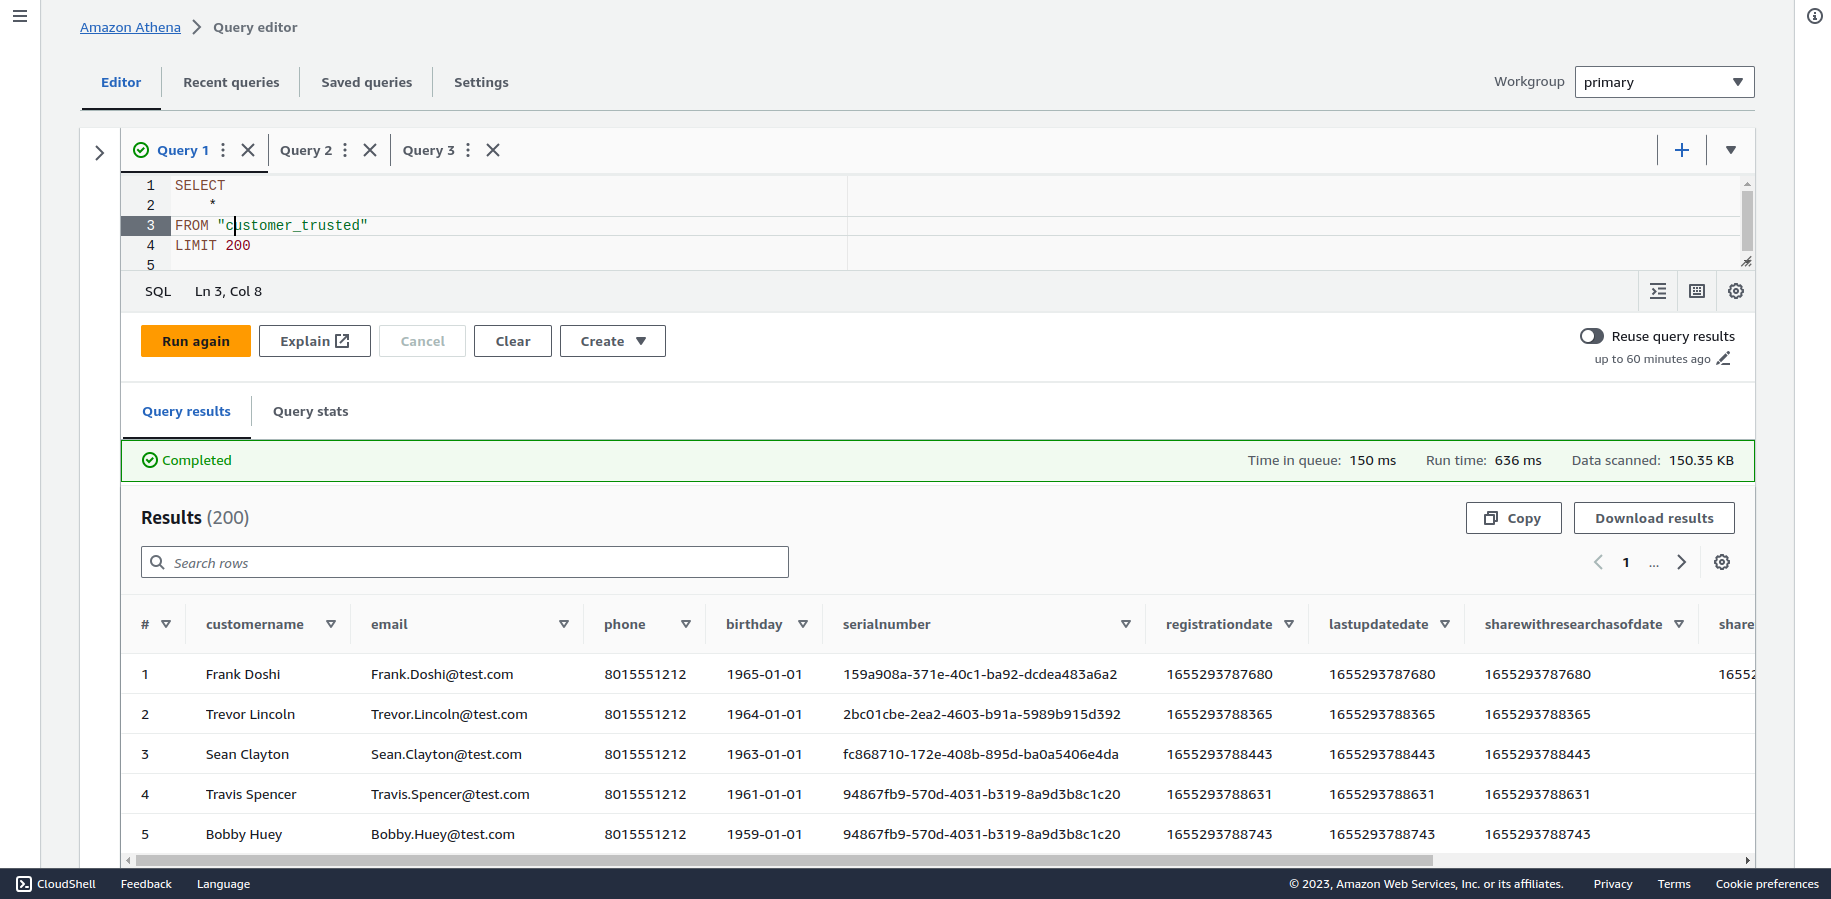 Amazon Athena > Query editor
Editor Recent queries Saved queries Settings
Workgroup primary
Query 1 Query 2 Query 3
1 SELECT
2 *
3 FROM "customer_trusted"
4 LIMIT 200
5
SQL Ln 3, Col 8
Run again Explain Cancel Clear Create
Reuse query results
up to 60 minutes ago
Query results Query stats
Completed Time in queue: 150 ms Run time: 636 ms Data scanned: 150.35 KB
Results (200) Copy Download results
Search rows 1 ...
# customername email phone birthday serialnumber registrationdate lastupdatedate sharewithresearchasofdate share
1 Frank Doshi Frank.Doshi@test.com 8015551212 1965-01-01 159a908a-371e-40c1-ba92-dcdea483a6a2 1655293787680 1655293787680 1655293787680 16552
2 Trevor Lincoln Trevor.Lincoln@test.com 8015551212 1964-01-01 2bc01cbe-2ea2-4603-b91a-5989b915d392 1655293788365 1655293788365 1655293788365
3 Sean Clayton Sean.Clayton@test.com 8015551212 1963-01-01 fc868710-172e-408b-895d-ba0a5406e4da 1655293788443 1655293788443 1655293788443
4 Travis Spencer Travis.Spencer@test.com 8015551212 1961-01-01 94867fb9-570d-4031-b319-8a9d3b8c1c20 1655293788631 1655293788631 1655293788631
5 Bobby Huey Bobby.Huey@test.com 8015551212 1959-01-01 94867fb9-570d-4031-b319-8a9d3b8c1c20 1655293788743 1655293788743 1655293788743
CloudShell Feedback Language © 2023, Amazon Web Services, Inc. or its affiliates. Privacy Terms Cookie preferences